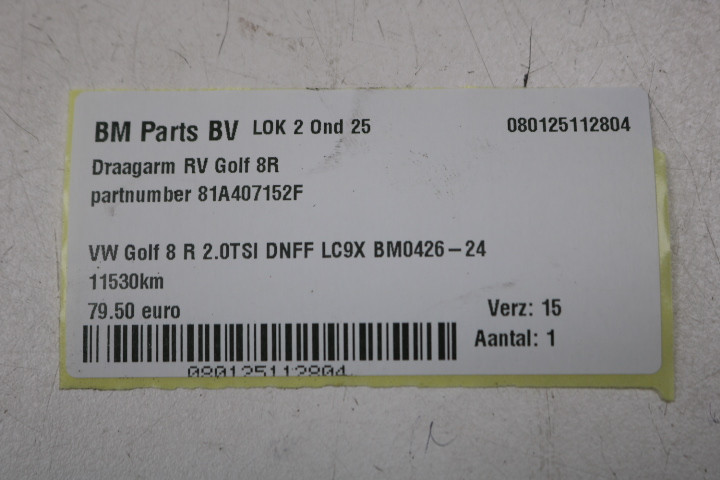 BM Parts BV LOK 2 Ond 25 080125112804
Draagarm RV Golf 8R
partnumber 81A407152F
VW Golf 8 R 2.0TSI DNFF LC9X BM0426-24
11530km
79.50 euro Verz: 15
Aantal: 1
080125112804